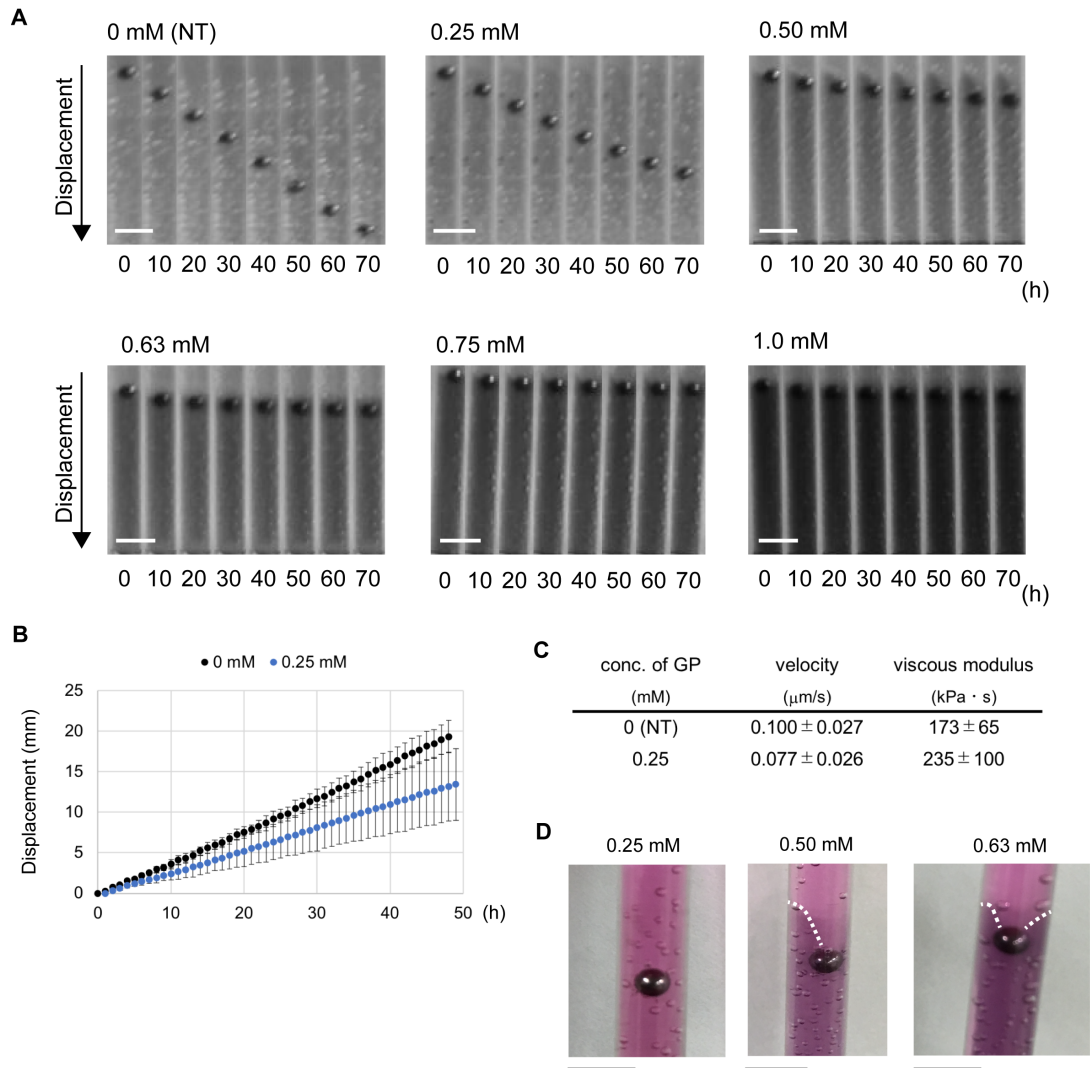 A
0 mM (NT)
0.25 mM
0.50 mM
Displacement
0 10 20 30 40 50 60 70
0 10 20 30 40 50 60 70
0 10 20 30 40 50 60 70
(h)
0.63 mM
0.75 mM
1.0 mM
Displacement
0 10 20 30 40 50 60 70
0 10 20 30 40 50 60 70
0 10 20 30 40 50 60 70
(h)
B
0 mM 0.25 mM
Displacement (mm)
25
20
15
10
5
0
0 10 20 30 40 50 (h)
C
conc. of GP velocity viscous modulus
(mM) (μm/s) (kPa · s)
0 (NT) 0.100±0.027 173±65
0.25 0.077±0.026 235±100
D
0.25 mM
0.50 mM
0.63 mM